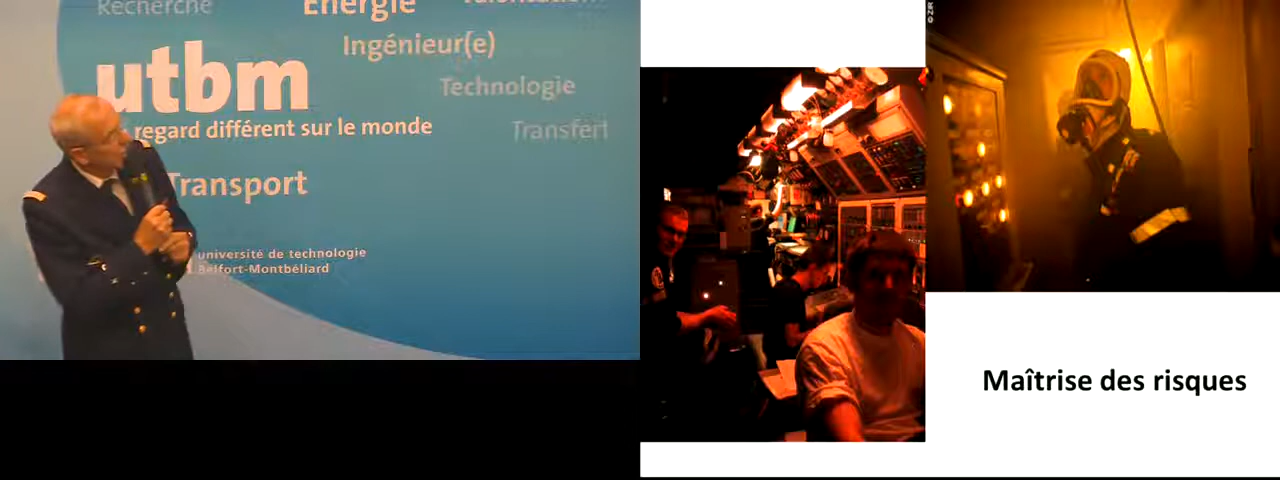 Recherche
Énergie
Ingénieur(e)
utbm
Technologie
regard différent sur le monde
Transfert
Transport
université de technologie
Belfort-Montbéliard
Maîtrise des risques